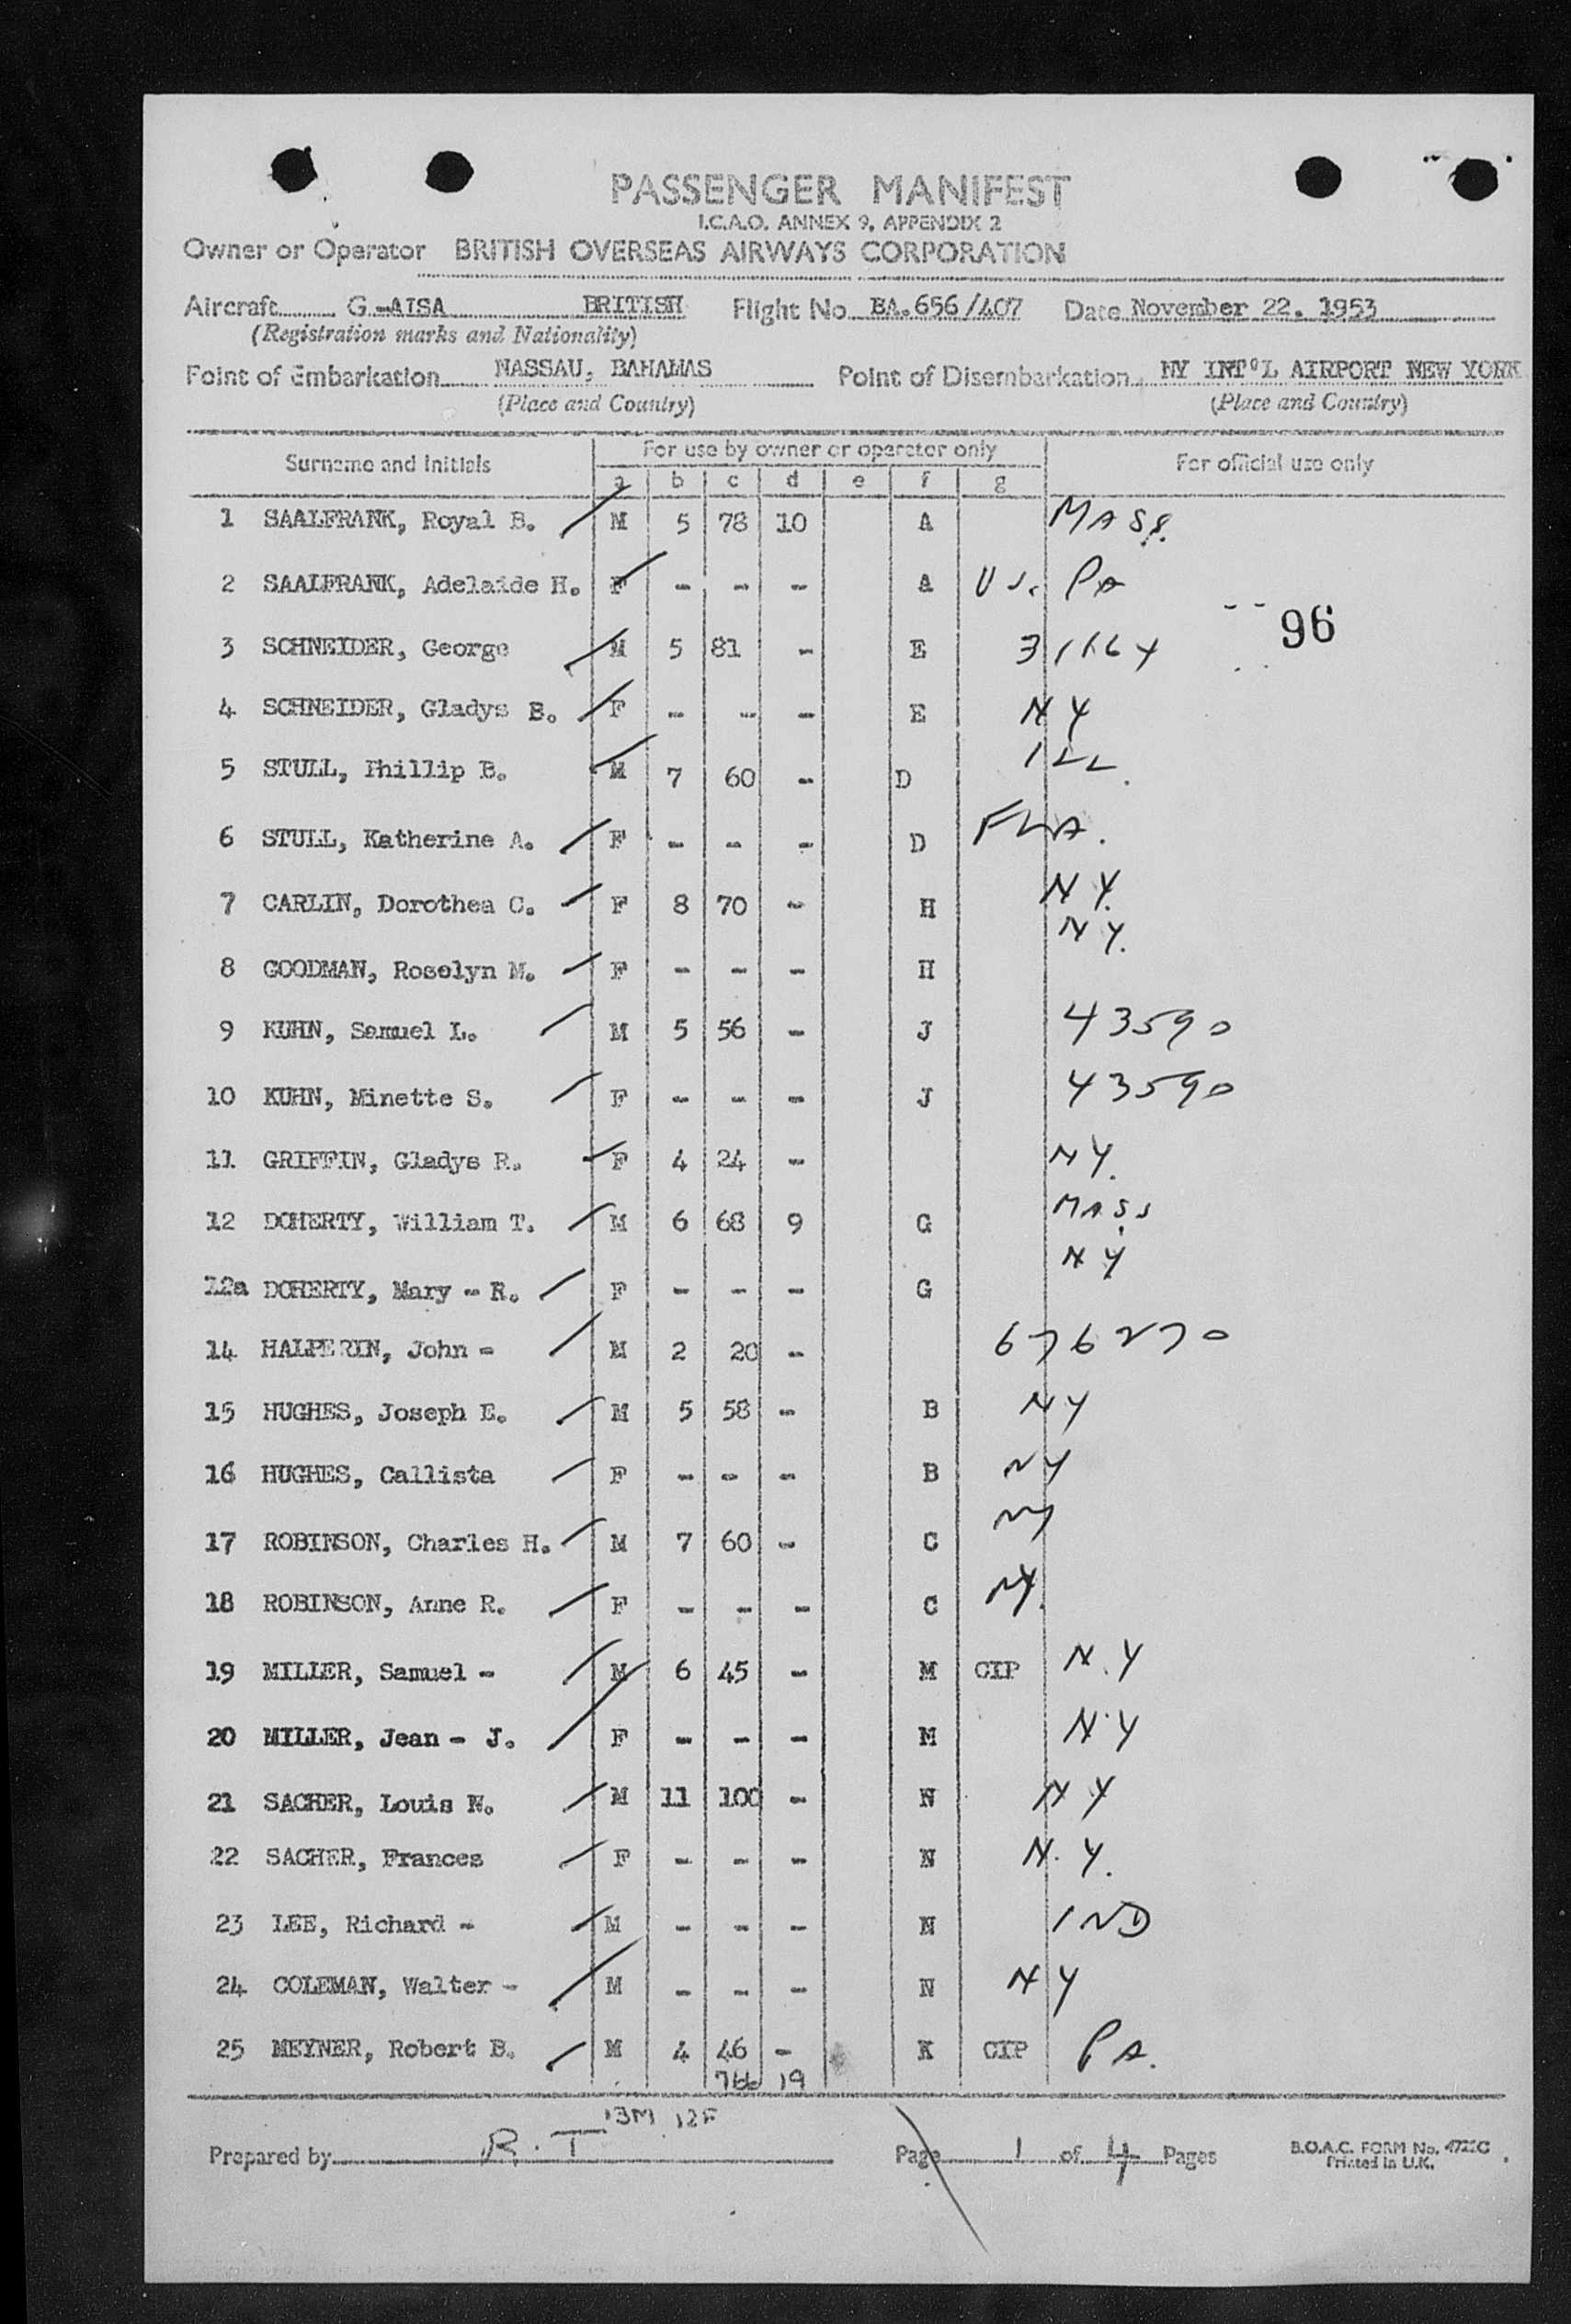 PASSENGER MANIFEST
I.C.A.O. ANNEX 9, APPENDIX 2
Owner or Operator BRITISH OVERSEAS AIRWAYS CORPORATION
Aircraft G-AISA BRITISH Flight No. BA.656/407 Date November 22. 1953
(Registration marks and Nationality)
Point of Embarkation NASSAU, BAHAMAS Point of Disembarkation NY INT'L AIRPORT NEW YORK
(Place and Country) (Place and Country)
For use by owner or operator only
Surname and Initials For official use only
a b c d e f g
1 SAALFRANK, Royal B. M 5 78 10 A MASS.
2 SAALFRANK, Adelaide H. F - - - A Pa
96
3 SCHNEIDER, George M 5 81 - E 31164
4 SCHNEIDER, Gladys B. F - - - E NY
5 STULL, Phillip B. M 7 60 - D ILL.
6 STULL, Katherine A. F - - - D FLA.
7 CARLIN, Dorothea C. F 8 70 - H NY.
8 GOODMAN, Roselyn M. F - - - H NY.
9 KUHN, Samuel L. M 5 56 - J 43590
10 KUHN, Minette S. F - - - J 43590
11 GRIFFIN, Gladys R. F 4 24 - NY.
12 DOHERTY, William T. M 6 68 9 G MASS
12a DOHERTY, Mary - R. F - - - G NY
14 HALPERIN, John - M 2 20 - 676270
15 HUGHES, Joseph E. M 5 58 - B NY
16 HUGHES, Callista F - - - B NY
17 ROBINSON, Charles H. M 7 60 - C NY
18 ROBINSON, Anne R. F - - - C NY.
19 MILLER, Samuel - M 6 45 - M CIP N.Y
20 MILLER, Jean - J. F - - - M N.Y
21 SACHER, Louis N. M 11 100 - N NY
22 SACHER, Frances F - - - N N.Y.
23 LEE, Richard - M - - - N IND
24 COLEMAN, Walter - M - - - N NY
25 MEYNER, Robert B. M 4 46 - K CIP Pa.
766 19
13M 12F
Prepared by R.T Page 1 of 4 Pages B.O.A.C. FORM No.
Printed in U.K.